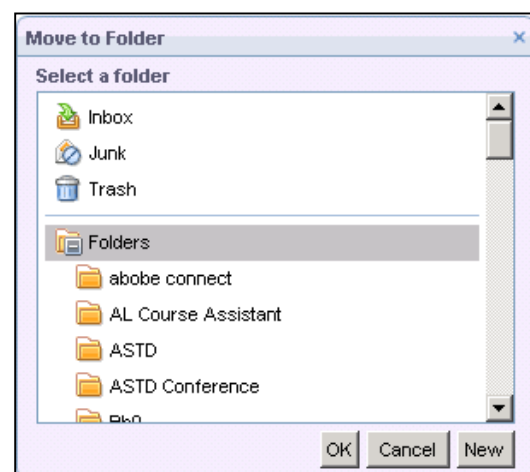 Move to Folder ×
Select a folder
Inbox
Junk
Trash
Folders
abobe connect
AL Course Assistant
ASTD
ASTD Conference
OK Cancel New